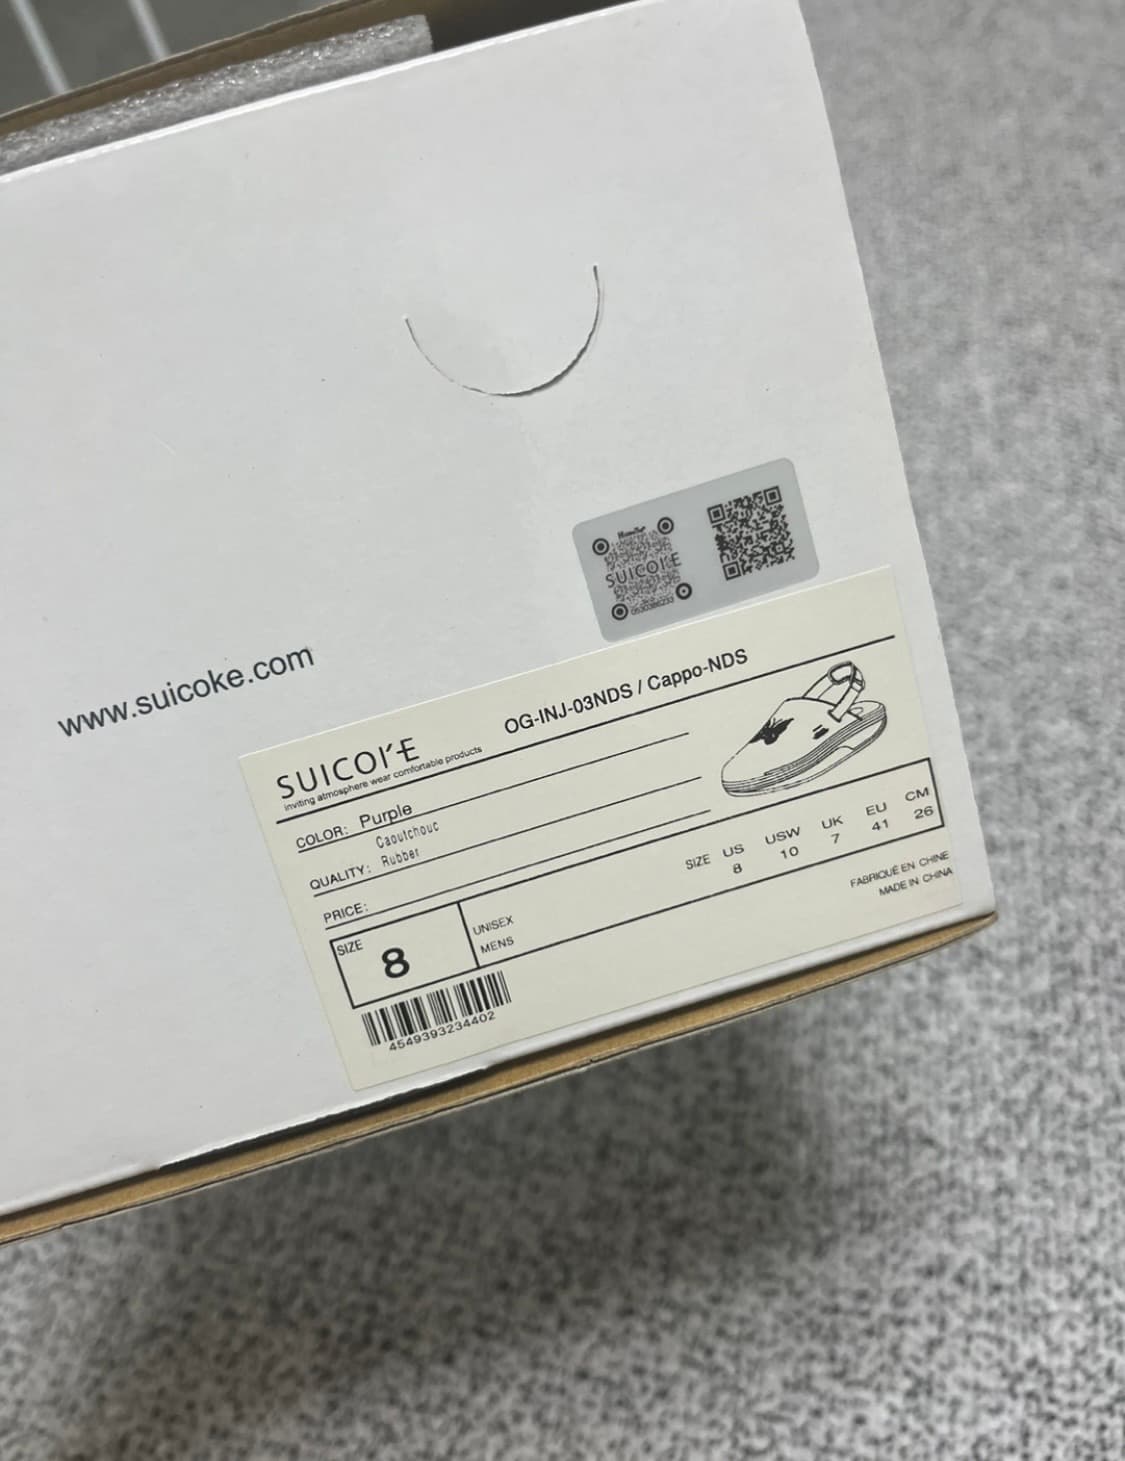 SUICOKE
0530386233
www.suicoke.com
SUICOKE
inviting atmosphere wear comfortable products
OG-INJ-03NDS / Cappo-NDS
COLOR: Purple
Caoutchouc
QUALITY: Rubber
PRICE:
SIZE US USW UK EU CM
8 10 7 41 26
SIZE
8
UNISEX
MENS
FABRIQUÉ EN CHINE
MADE IN CHINA
4549393234402